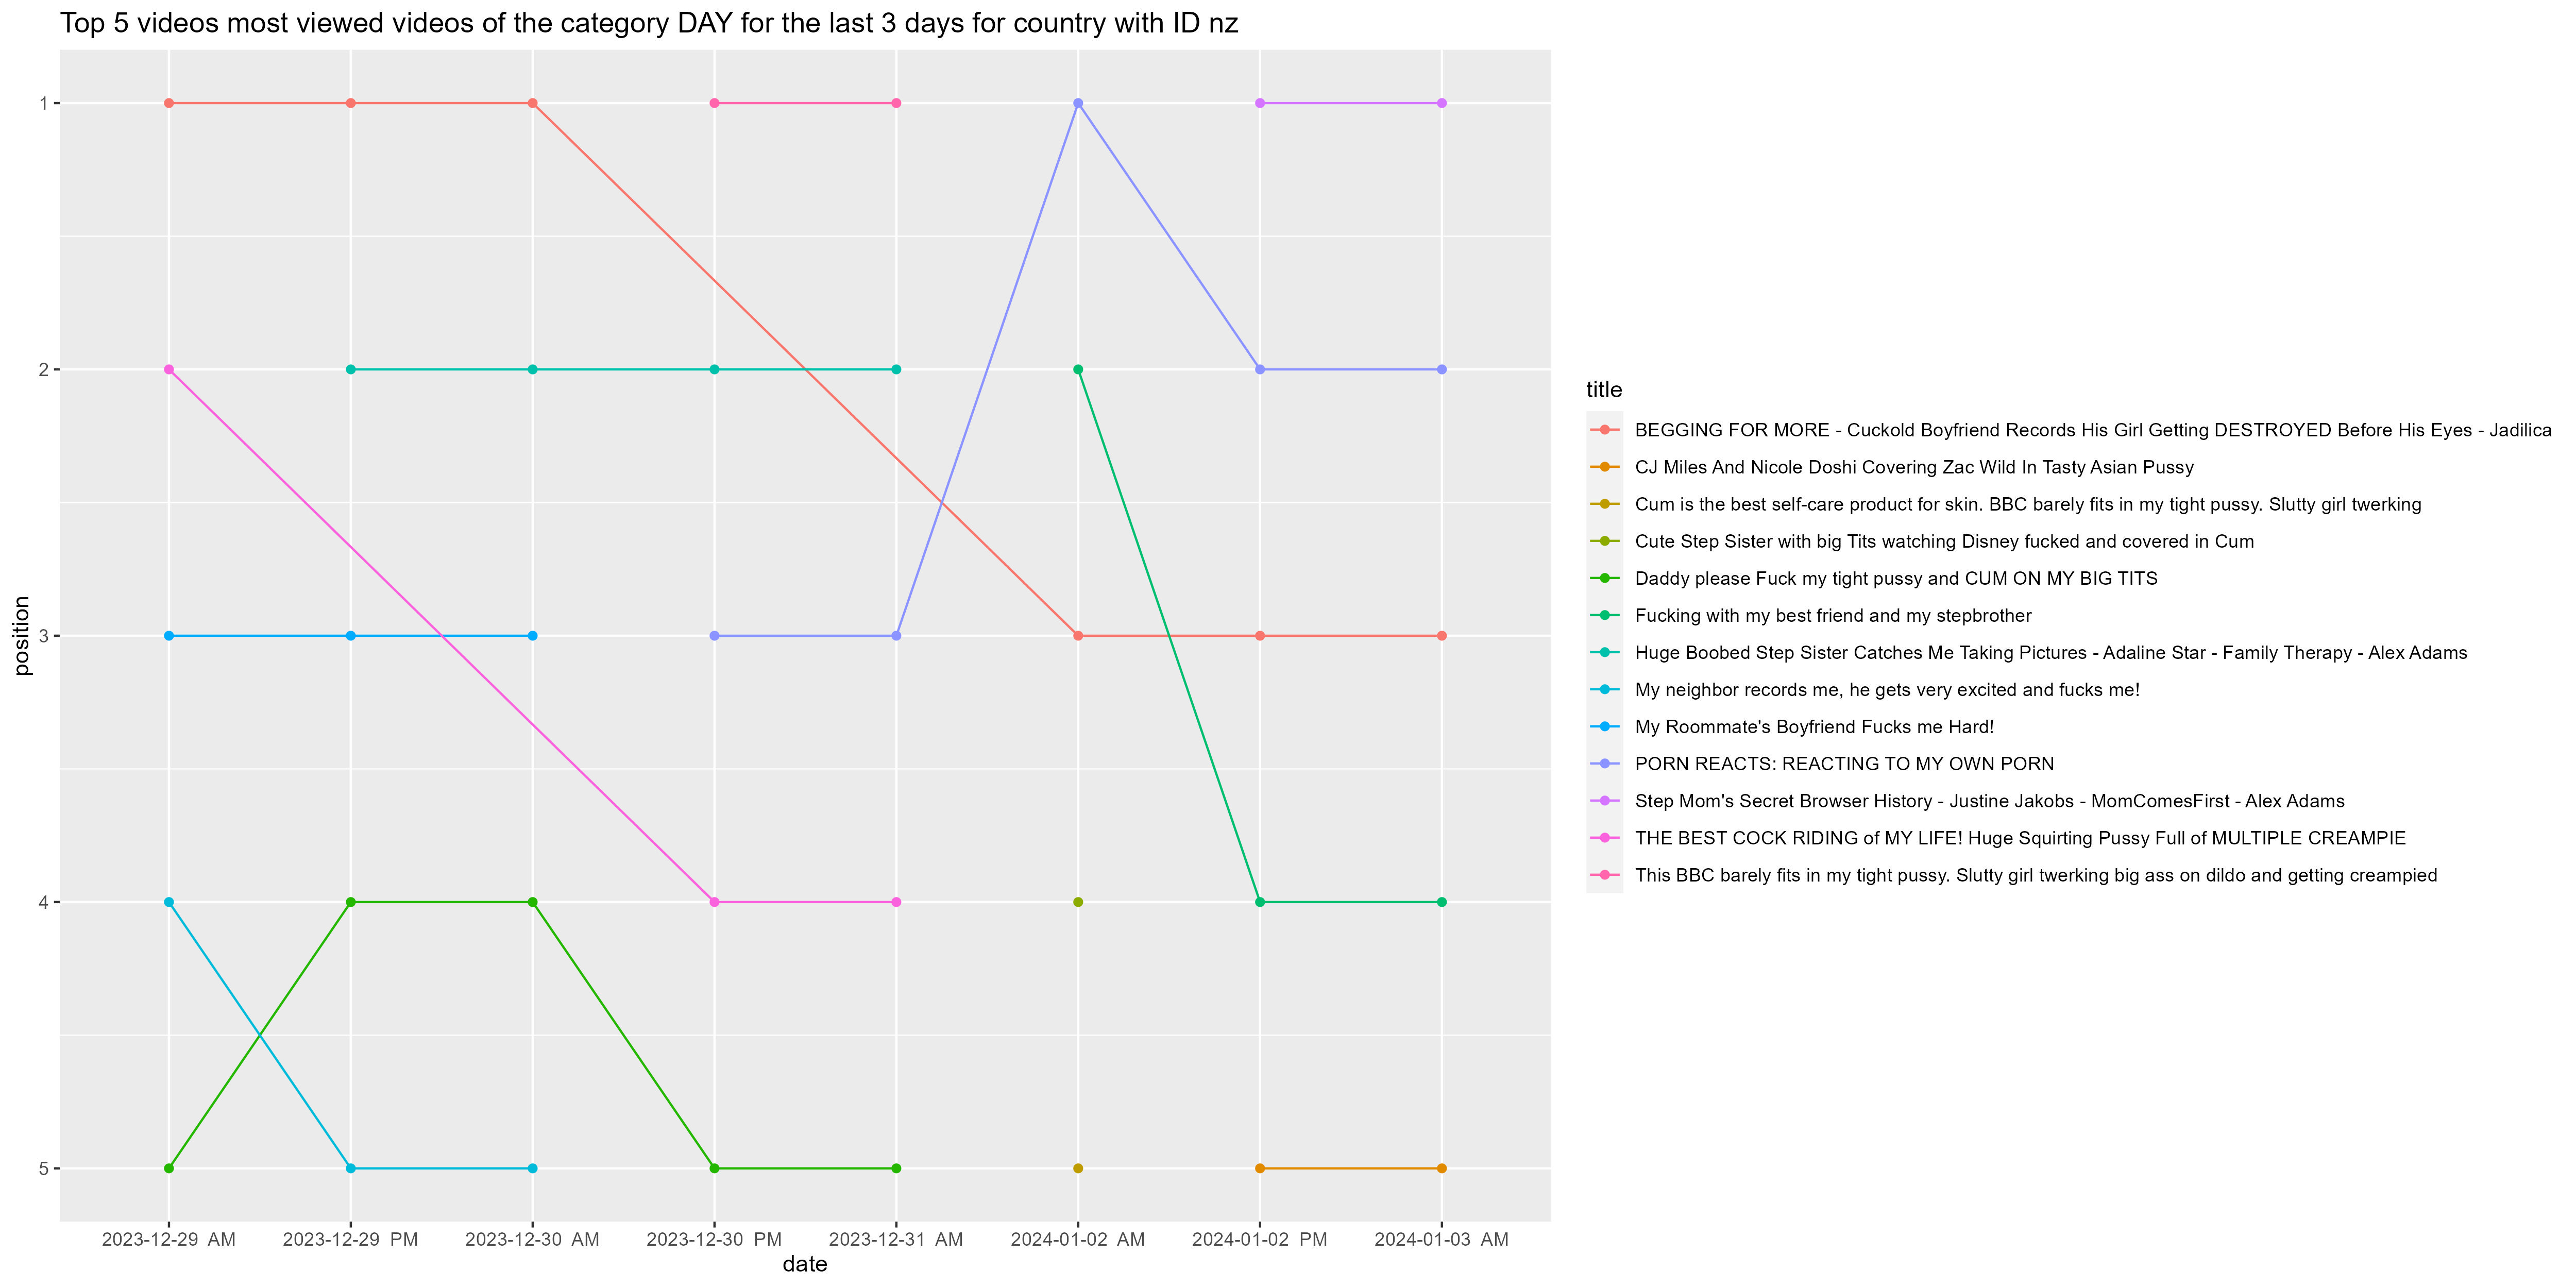 Top 5 videos most viewed videos of the category DAY for the last 3 days for country with ID nz
position
1
2
3
4
5
2023-12-29 AM
2023-12-29 PM
2023-12-30 AM
2023-12-30 PM
2023-12-31 AM
2024-01-02 AM
2024-01-02 PM
2024-01-03 AM
date
title
BEGGING FOR MORE - Cuckold Boyfriend Records His Girl Getting DESTROYED Before His Eyes - Jadilica
CJ Miles And Nicole Doshi Covering Zac Wild In Tasty Asian Pussy
Cum is the best self-care product for skin. BBC barely fits in my tight pussy. Slutty girl twerking
Cute Step Sister with big Tits watching Disney fucked and covered in Cum
Daddy please Fuck my tight pussy and CUM ON MY BIG TITS
Fucking with my best friend and my stepbrother
Huge Boobed Step Sister Catches Me Taking Pictures - Adaline Star - Family Therapy - Alex Adams
My neighbor records me, he gets very excited and fucks me!
My Roommate's Boyfriend Fucks me Hard!
PORN REACTS: REACTING TO MY OWN PORN
Step Mom's Secret Browser History - Justine Jakobs - MomComesFirst - Alex Adams
THE BEST COCK RIDING of MY LIFE! Huge Squirting Pussy Full of MULTIPLE CREAMPIE
This BBC barely fits in my tight pussy. Slutty girl twerking big ass on dildo and getting creampied